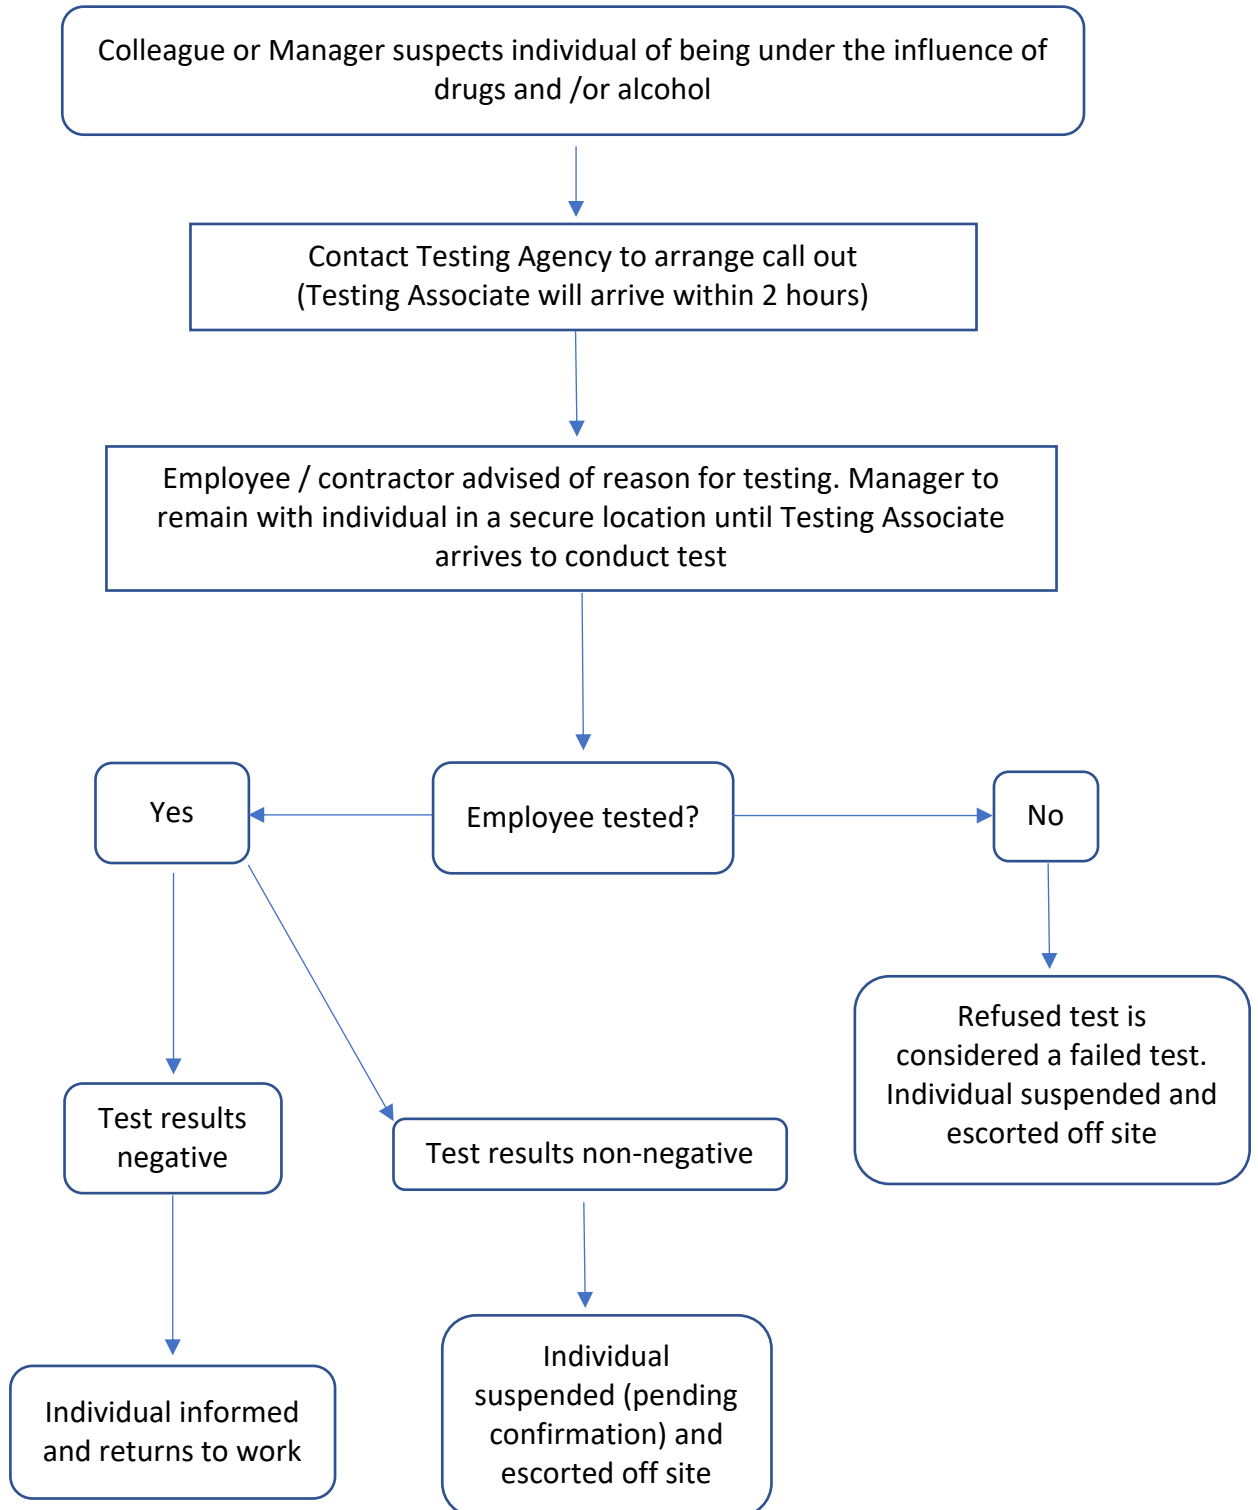 Colleague or Manager suspects individual of being under the influence of
drugs and /or alcohol
Contact Testing Agency to arrange call out
(Testing Associate will arrive within 2 hours)
Employee / contractor advised of reason for testing. Manager to
remain with individual in a secure location until Testing Associate
arrives to conduct test
Yes
Employee tested?
No
Refused test is
considered a failed test.
Individual suspended and
escorted off site
Test results
negative
Test results non-negative
Individual informed
and returns to work
Individual
suspended (pending
confirmation) and
escorted off site